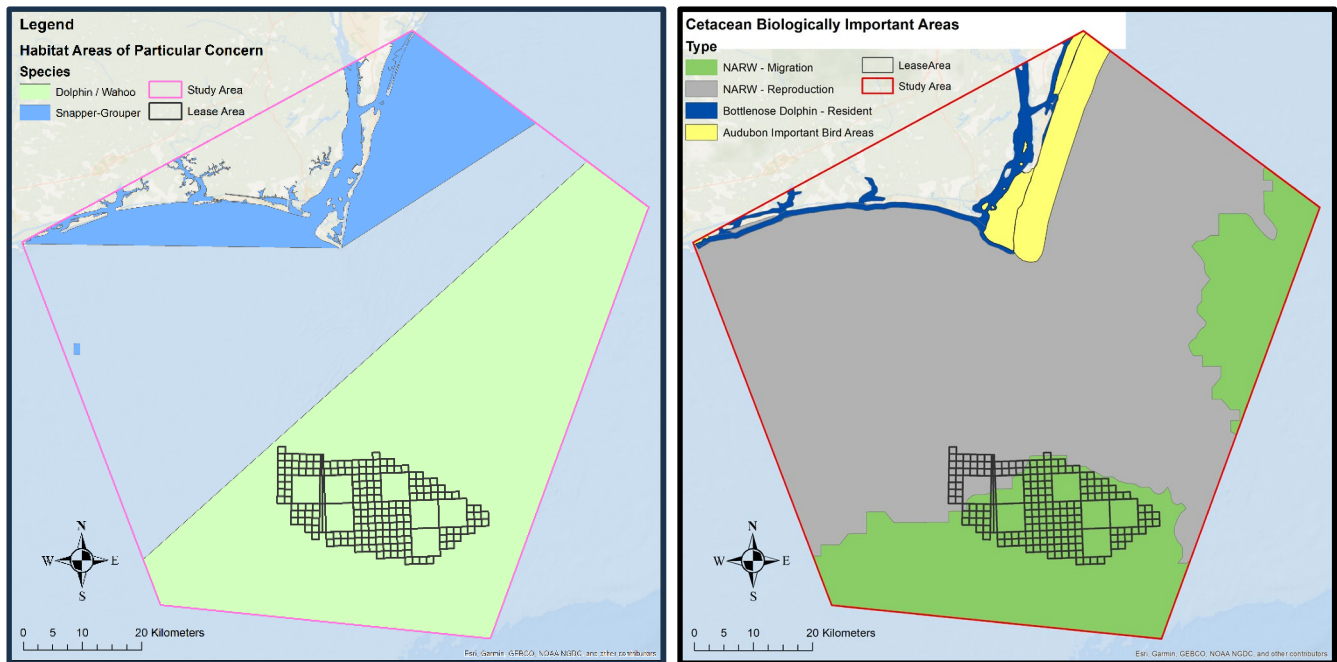 Legend
Habitat Areas of Particular Concern
Species
Dolphin / Wahoo
Snapper-Grouper
Study Area
Lease Area
N
W
E
S
0 5 10 20 Kilometers
Esri, Garmin, GEBCO, NOAA NGDC, and other contributors
Cetacean Biologically Important Areas
Type
NARW - Migration
NARW - Reproduction
Bottlenose Dolphin - Resident
Audubon Important Bird Areas
LeaseArea
Study Area
N
W
E
S
0 5 10 20 Kilometers
Esri, Garmin, GEBCO, NOAA NGDC, and other contributors